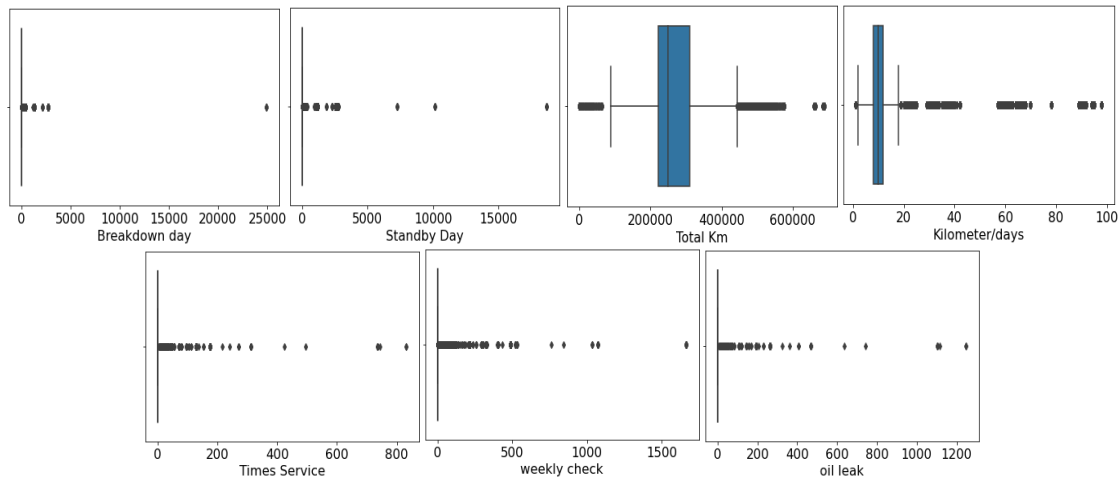 0 5000 10000 15000 20000 25000
Breakdown day
0 5000 10000 15000
Standby Day
0 200000 400000 600000
Total Km
0 20 40 60 80 100
Kilometer/days
0 200 400 600 800
Times Service
0 500 1000 1500
weekly check
0 200 400 600 800 1000 1200
oil leak